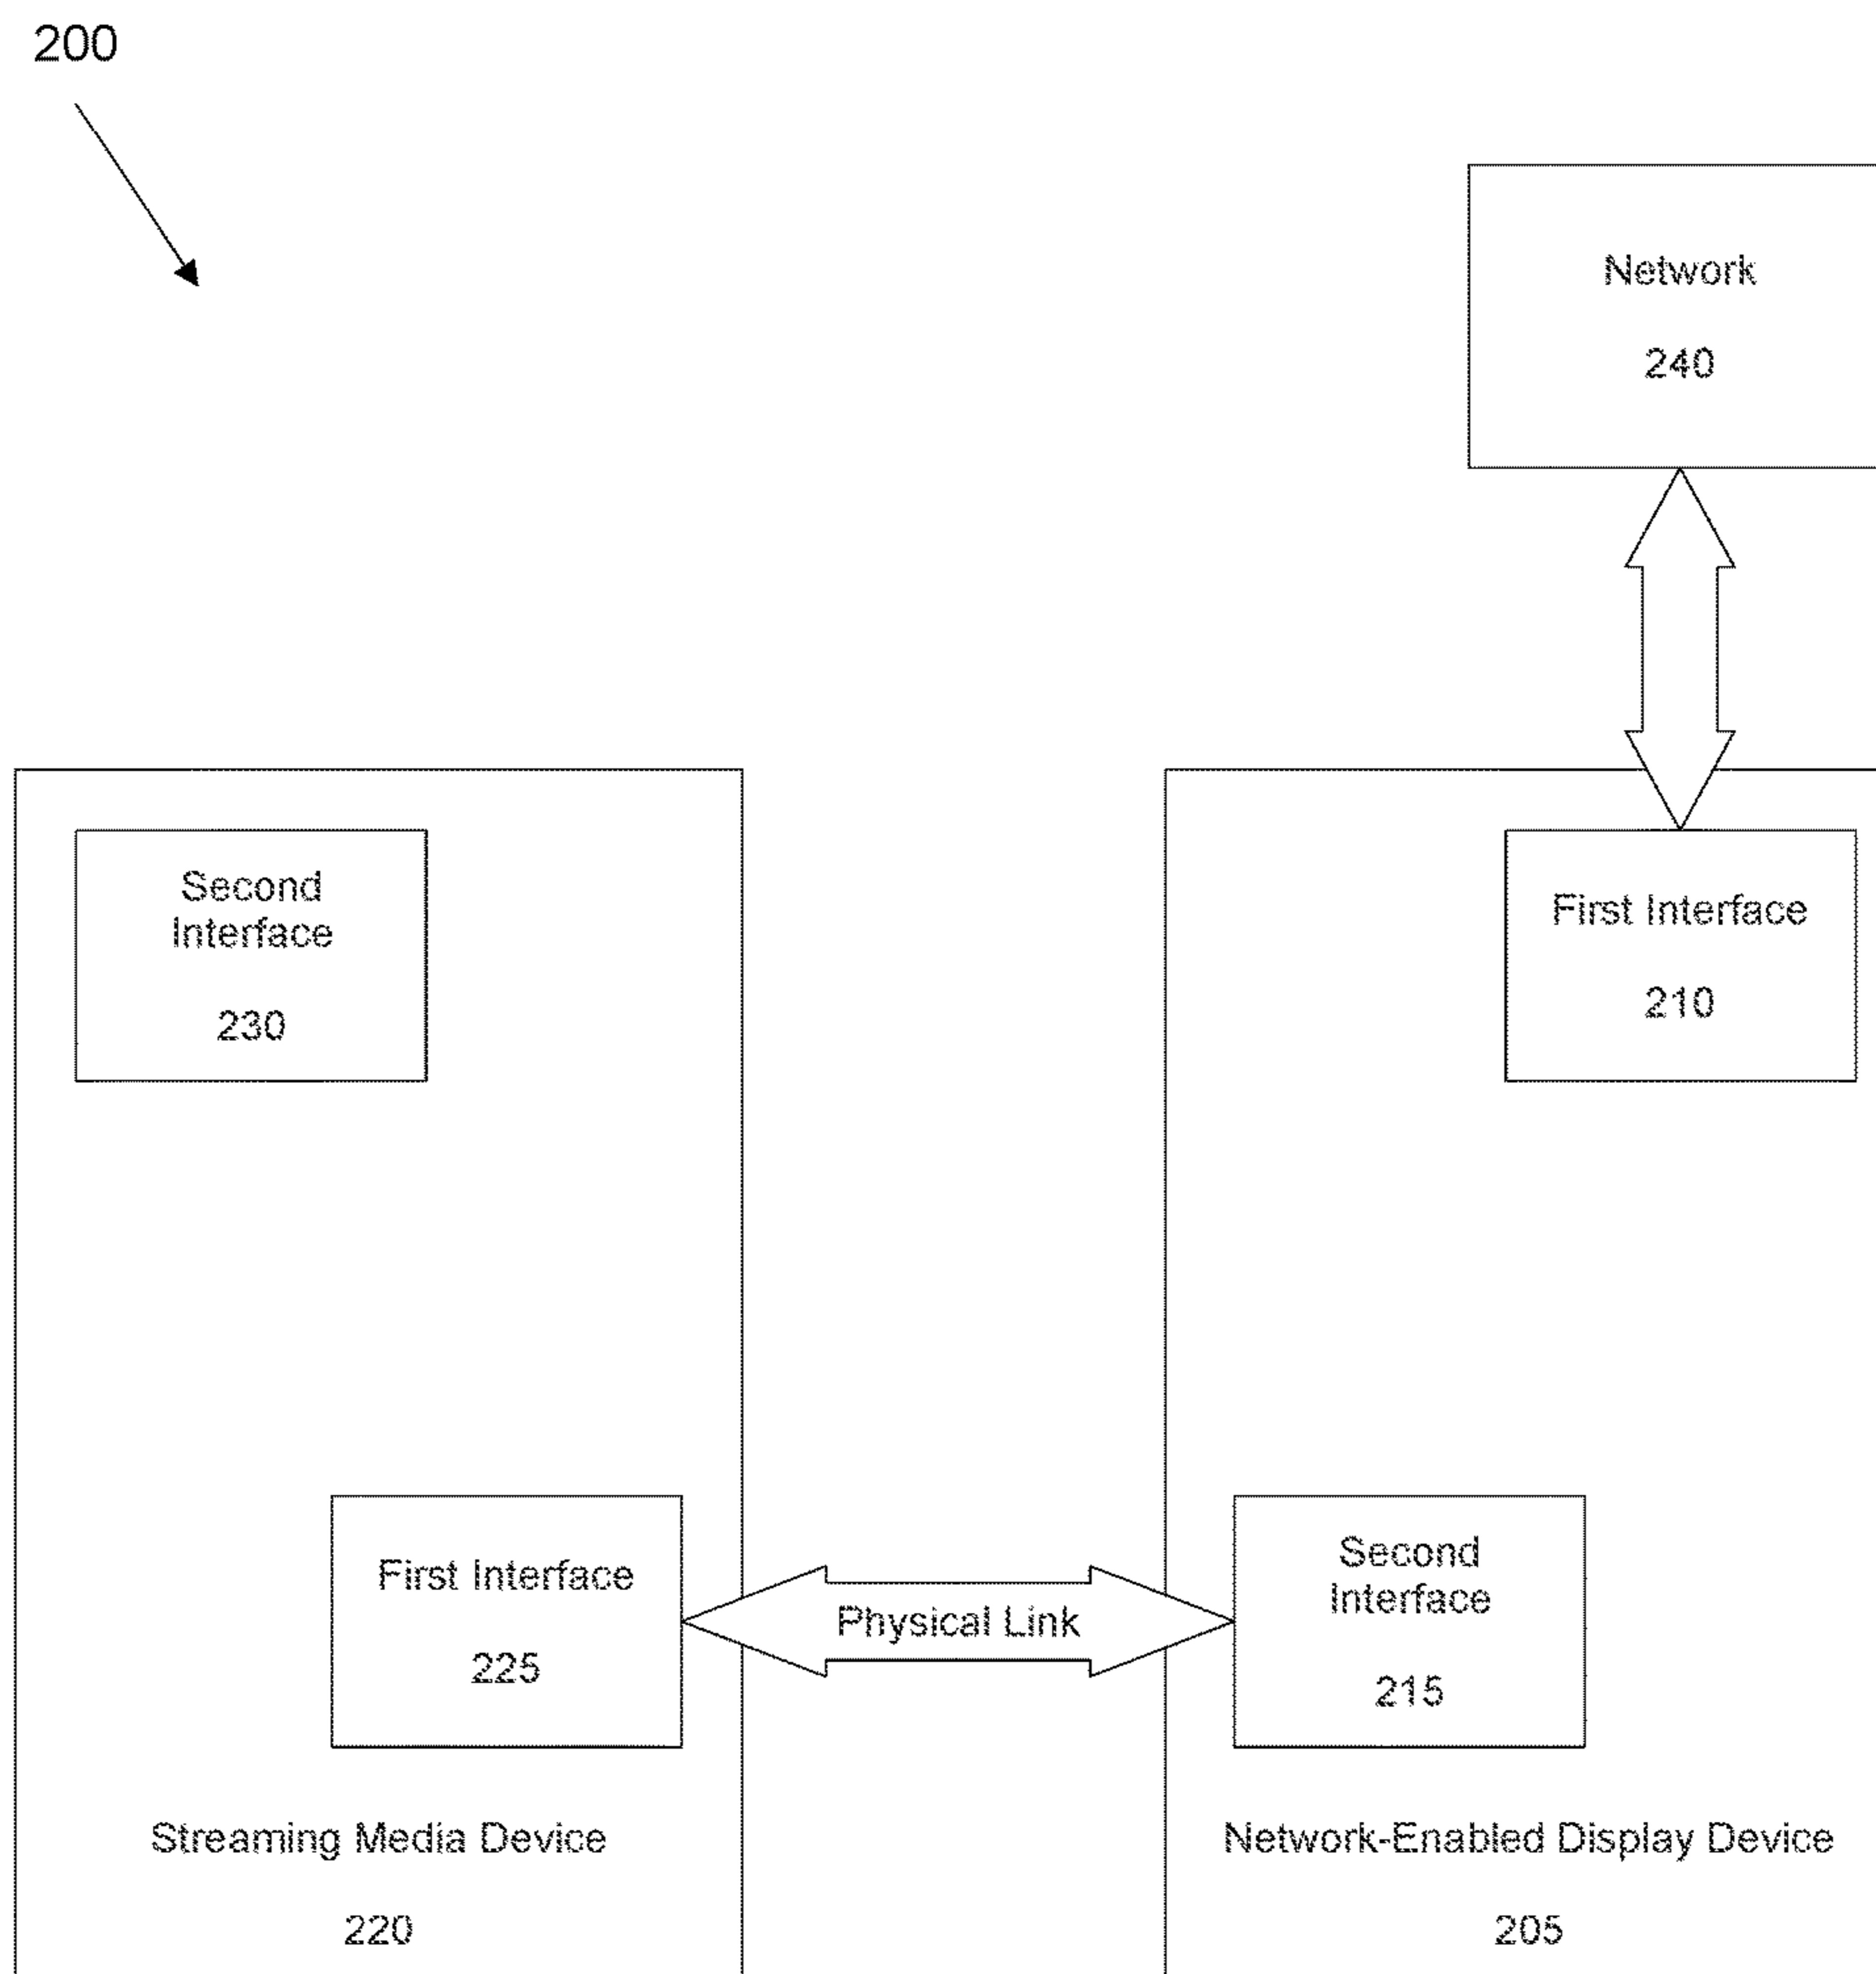 200
Network
240
Second
Interface
230
First Interface
210
First Interface
225
Physical Link
Second
Interface
215
Streaming Media Device
220
Network-Enabled Display Device
205